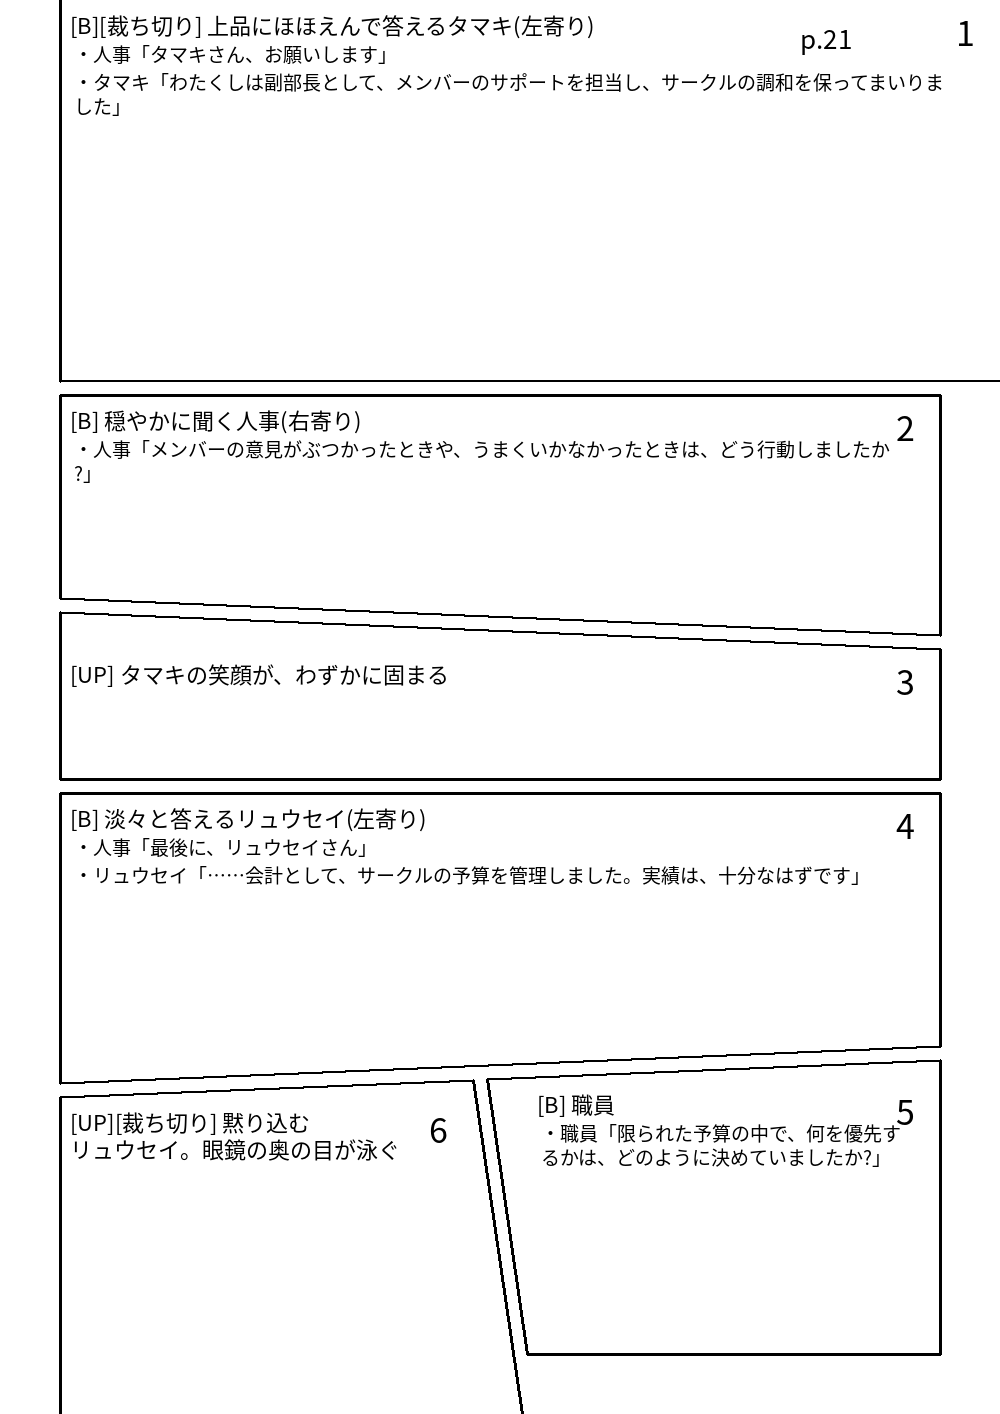 [B][裁ち切り] 上品にほほえんで答えるタマキ(左寄り)
p.21
1
・人事「タマキさん、お願いします」
・タマキ「わたくしは副部長として、メンバーのサポートを担当し、サークルの調和を保ってまいりま
した」
[B] 穏やかに聞く人事(右寄り)
2
・人事「メンバーの意見がぶつかったときや、うまくいかなかったときは、どう行動しましたか
?」
[UP] タマキの笑顔が、わずかに固まる
3
[B] 淡々と答えるリュウセイ(左寄り)
4
・人事「最後に、リュウセイさん」
・リュウセイ「……会計として、サークルの予算を管理しました。実績は、十分なはずです」
[B] 職員
5
・職員「限られた予算の中で、何を優先す
るかは、どのように決めていましたか?」
[UP][裁ち切り] 黙り込む
リュウセイ。眼鏡の奥の目が泳ぐ
6